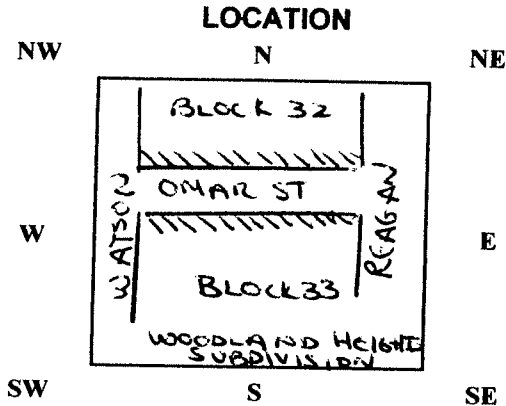 LOCATION
NW N NE
BLOCK 32
OMAR ST
WATSON
REAGAN
W E
BLOCK 33
WOODLAND HEIGHTS
SUBDIVISION
SW S SE